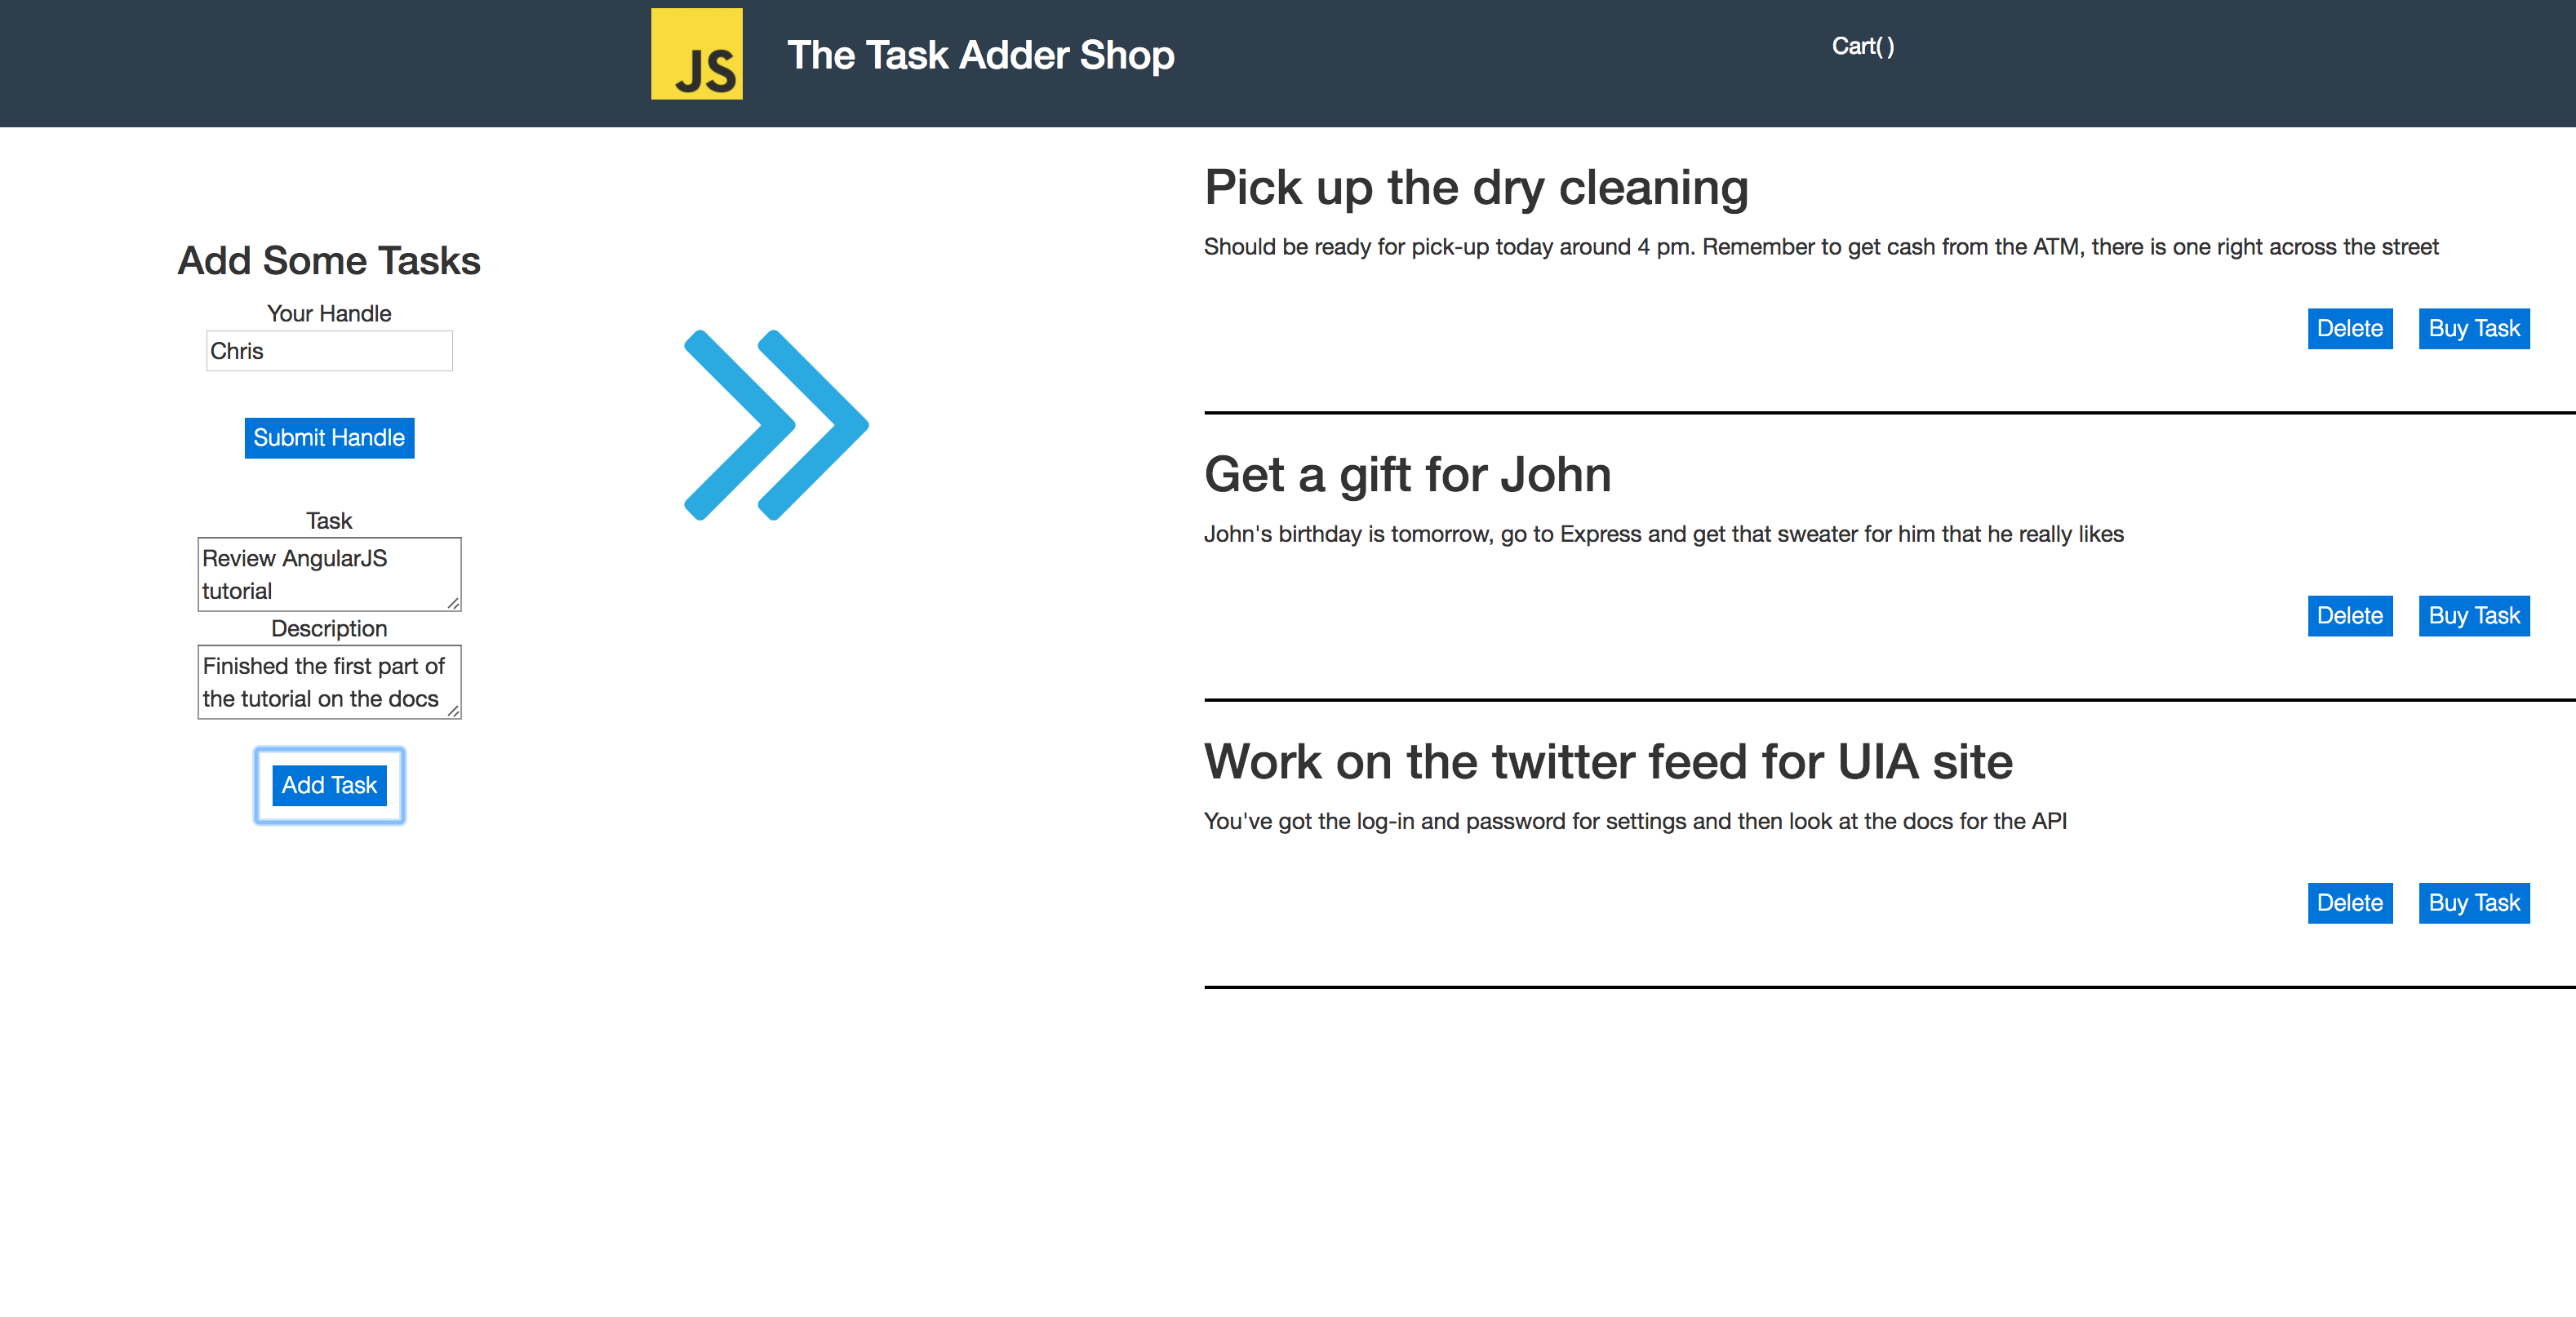 JS
The Task Adder Shop
Cart( )
Add Some Tasks
Your Handle
Chris
Submit Handle
Task
Review AngularJS
tutorial
Description
Finished the first part of
the tutorial on the docs
Add Task
Pick up the dry cleaning
Should be ready for pick-up today around 4 pm. Remember to get cash from the ATM, there is one right across the street
Delete
Buy Task
Get a gift for John
John's birthday is tomorrow, go to Express and get that sweater for him that he really likes
Delete
Buy Task
Work on the twitter feed for UIA site
You've got the log-in and password for settings and then look at the docs for the API
Delete
Buy Task